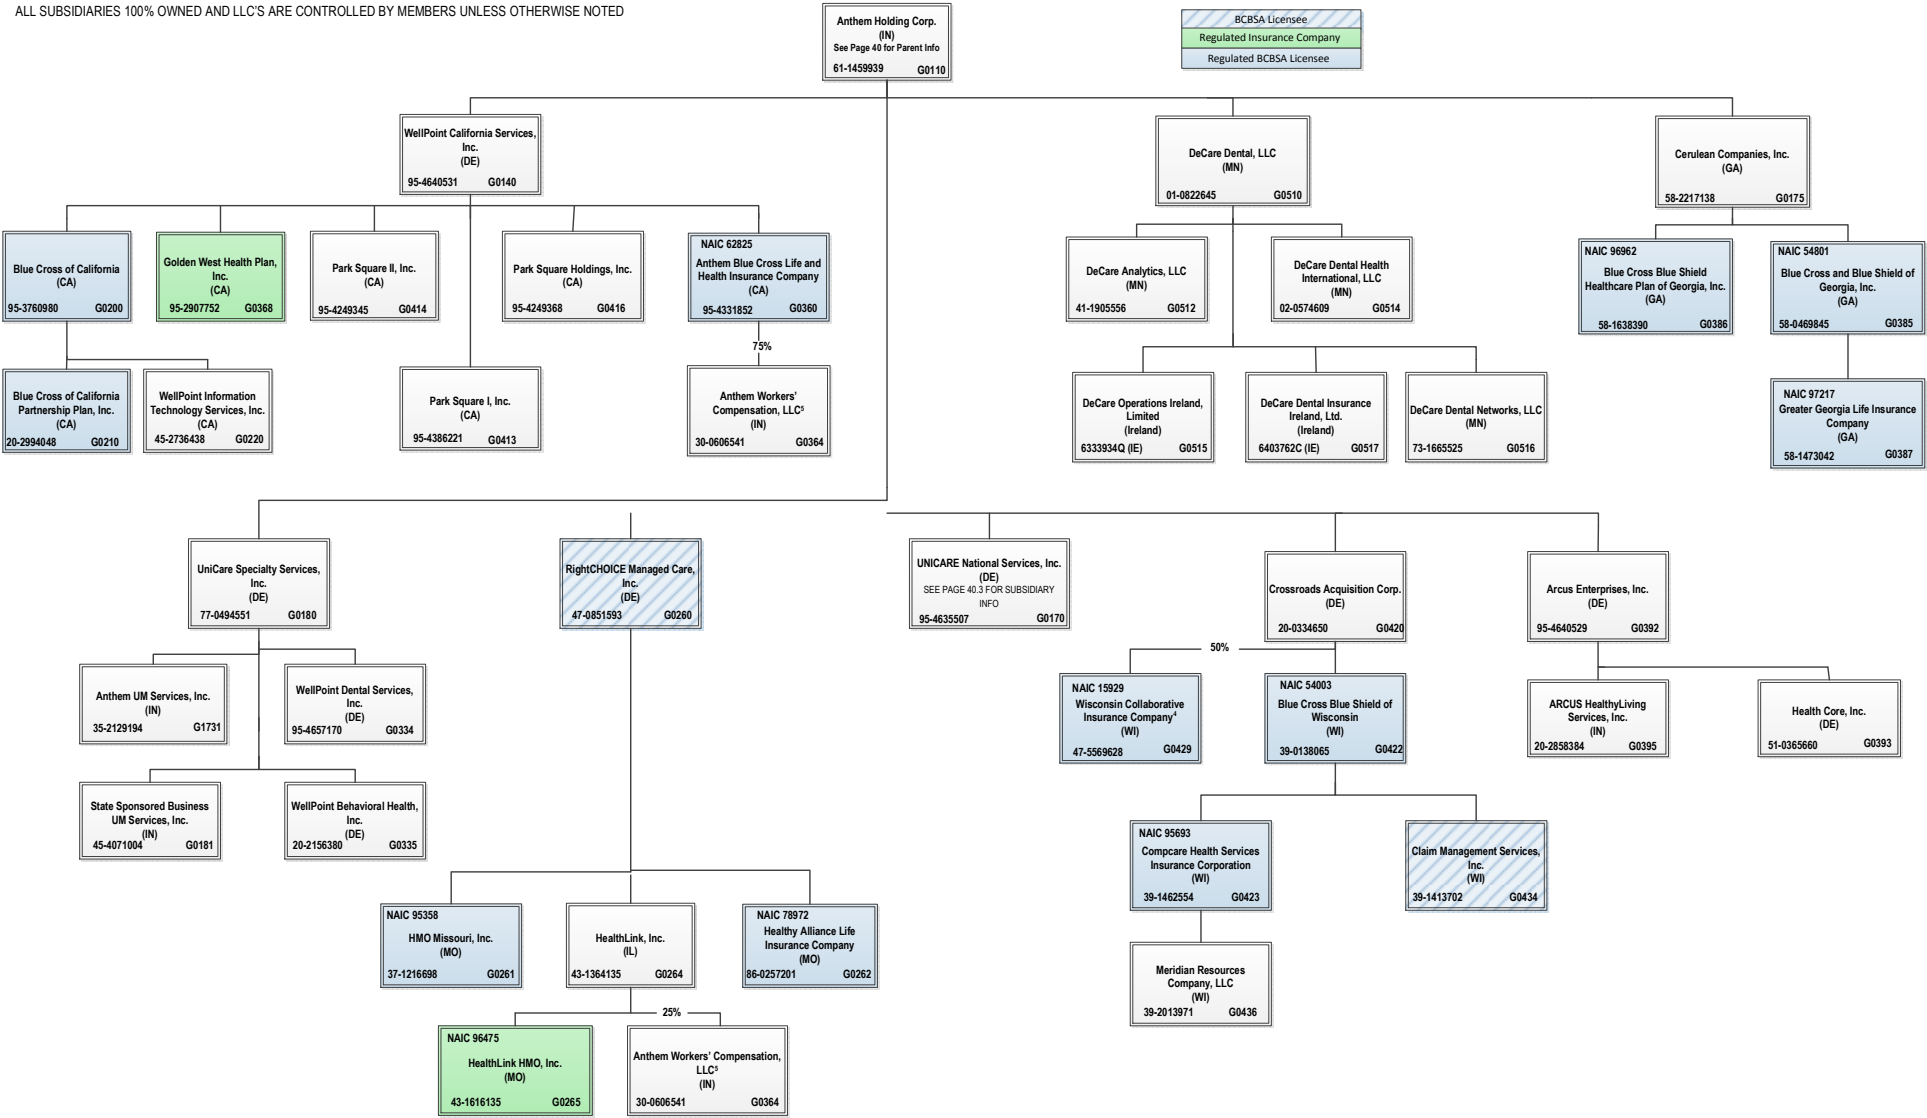 ALL SUBSIDIARIES 100% OWNED AND LLC'S ARE CONTROLLED BY MEMBERS UNLESS OTHERWISE NOTED
Anthem Holding Corp.
(IN)
See Page 40 for Parent Info
61-1459939 G0110
BCBSA Licensee
Regulated Insurance Company
Regulated BCBSA Licensee
WellPoint California Services,
Inc.
(DE)
95-4640531 G0140
DeCare Dental, LLC
(MN)
01-0822645 G0510
Cerulean Companies, Inc.
(GA)
58-2217138 G0175
Blue Cross of California
(CA)
95-3760980 G0200
Golden West Health Plan,
Inc.
(CA)
95-2907752 G0368
Park Square II, Inc.
(CA)
95-4249345 G0414
Park Square Holdings, Inc.
(CA)
95-4249368 G0416
NAIC 62825
Anthem Blue Cross Life and
Health Insurance Company
(CA)
95-4331852 G0360
75%
DeCare Analytics, LLC
(MN)
41-1905556 G0512
DeCare Dental Health
International, LLC
(MN)
02-0574609 G0514
NAIC 96962
Blue Cross Blue Shield
Healthcare Plan of Georgia, Inc.
(GA)
58-1638390 G0386
NAIC 54801
Blue Cross and Blue Shield of
Georgia, Inc.
(GA)
58-0469845 G0385
Blue Cross of California
Partnership Plan, Inc.
(CA)
20-2994048 G0210
WellPoint Information
Technology Services, Inc.
(CA)
45-2736438 G0220
Park Square I, Inc.
(CA)
95-4386221 G0413
Anthem Workers'
Compensation, LLC⁵
(IN)
30-0606541 G0364
DeCare Operations Ireland,
Limited
(Ireland)
6333934Q (IE) G0515
DeCare Dental Insurance
Ireland, Ltd.
(Ireland)
6403762C (IE) G0517
DeCare Dental Networks, LLC
(MN)
73-1665525 G0516
NAIC 97217
Greater Georgia Life Insurance
Company
(GA)
58-1473042 G0387
UniCare Specialty Services,
Inc.
(DE)
77-0494551 G0180
RightCHOICE Managed Care,
Inc.
(DE)
47-0851593 G0260
UNICARE National Services, Inc.
(DE)
SEE PAGE 40.3 FOR SUBSIDIARY
INFO
95-4635507 G0170
Crossroads Acquisition Corp.
(DE)
20-0334650 G0420
Arcus Enterprises, Inc.
(DE)
95-4640529 G0392
50%
Anthem UM Services, Inc.
(IN)
35-2129194 G1731
WellPoint Dental Services,
Inc.
(DE)
95-4657170 G0334
NAIC 15929
Wisconsin Collaborative
Insurance Company⁴
(WI)
47-5569628 G0429
NAIC 54003
Blue Cross Blue Shield of
Wisconsin
(WI)
39-0138065 G0422
ARCUS HealthyLiving
Services, Inc.
(IN)
20-2858384 G0395
Health Core, Inc.
(DE)
51-0365660 G0393
State Sponsored Business
UM Services, Inc.
(IN)
45-4071004 G0181
WellPoint Behavioral Health,
Inc.
(DE)
20-2156380 G0335
NAIC 95693
Compcare Health Services
Insurance Corporation
(WI)
39-1462554 G0423
Claim Management Services,
Inc.
(WI)
39-1413702 G0434
NAIC 95358
HMO Missouri, Inc.
(MO)
37-1216698 G0261
HealthLink, Inc.
(IL)
43-1364135 G0264
NAIC 78972
Healthy Alliance Life
Insurance Company
(MO)
86-0257201 G0262
Meridian Resources
Company, LLC
(WI)
39-2013971 G0436
25%
NAIC 96475
HealthLink HMO, Inc.
(MO)
43-1616135 G0265
Anthem Workers' Compensation,
LLC⁵
(IN)
30-0606541 G0364